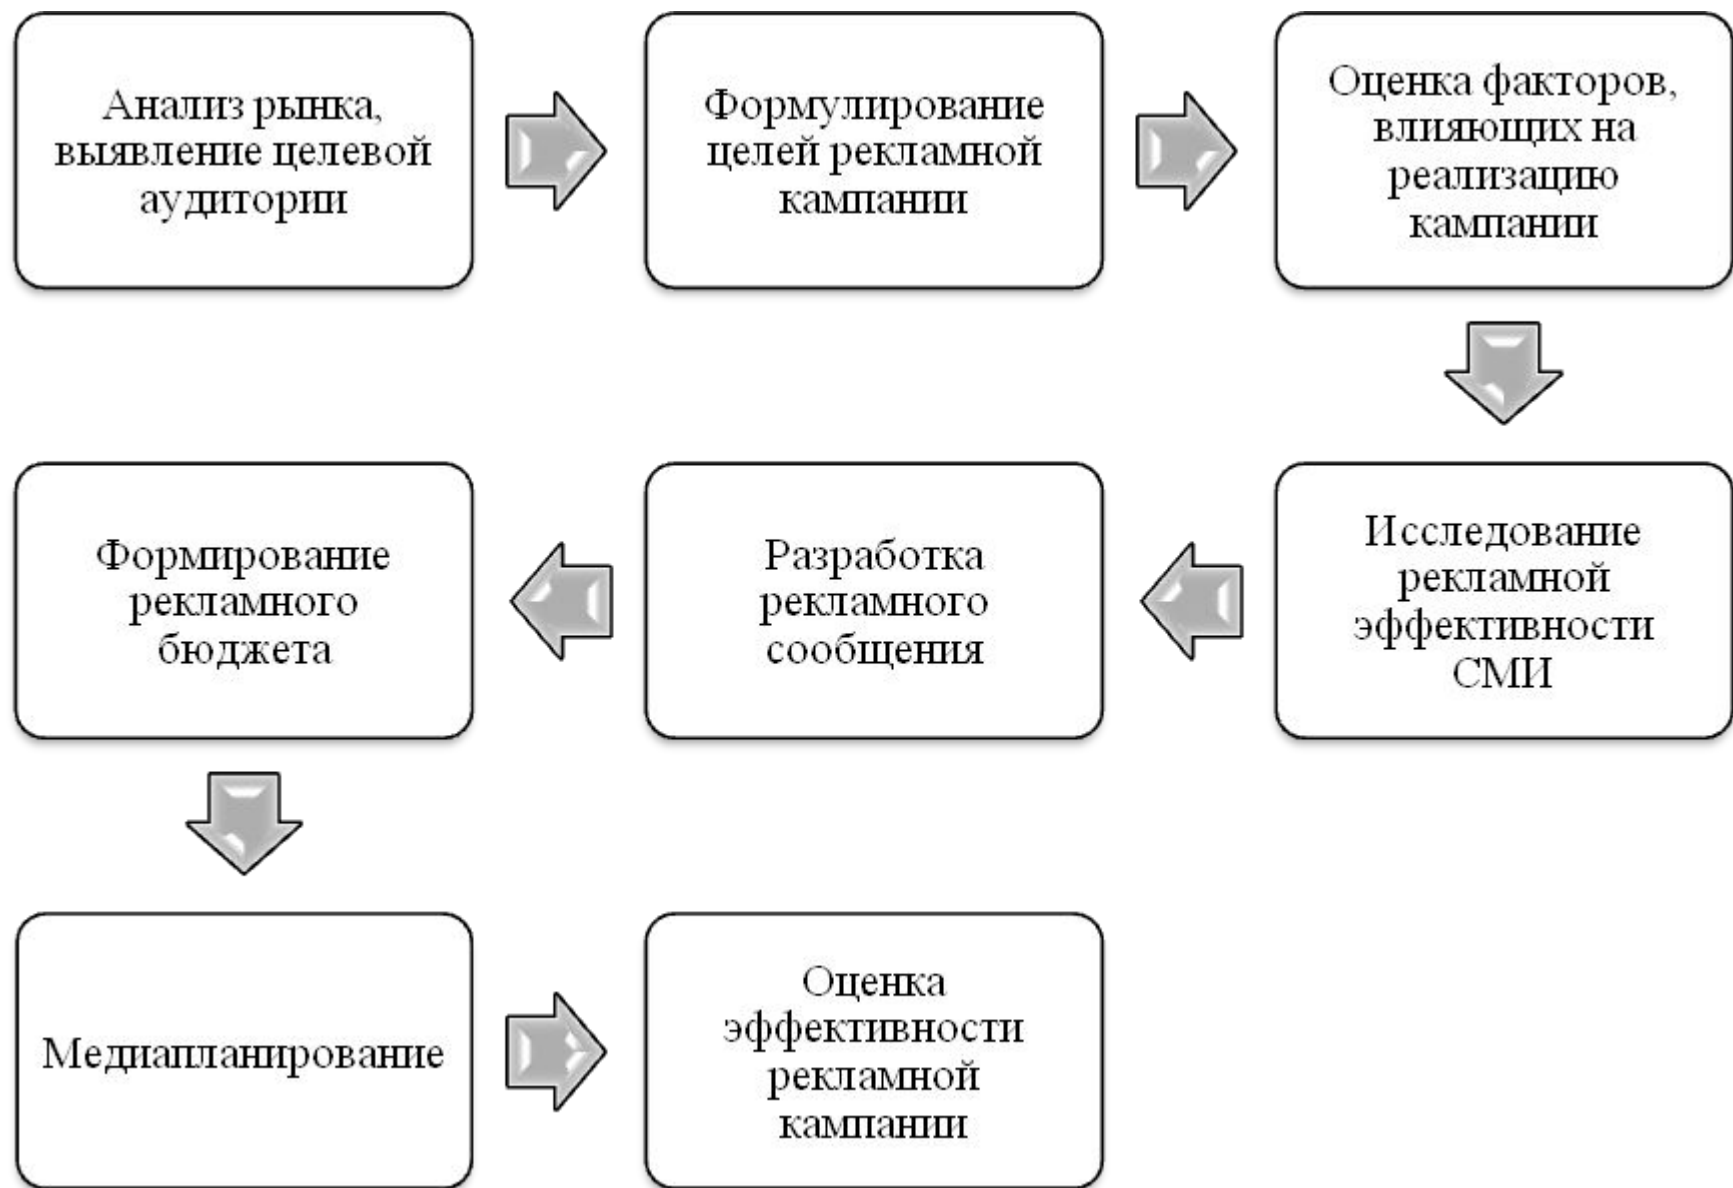 Анализ рынка,
выявление целевой
аудитории
Формулирование
целей рекламной
кампании
Оценка факторов,
влияющих на
реализацию
кампании
Исследование
рекламной
эффективности
СМИ
Разработка
рекламного
сообщения
Формирование
рекламного
бюджета
Медиапланирование
Оценка
эффективности
рекламной
кампании